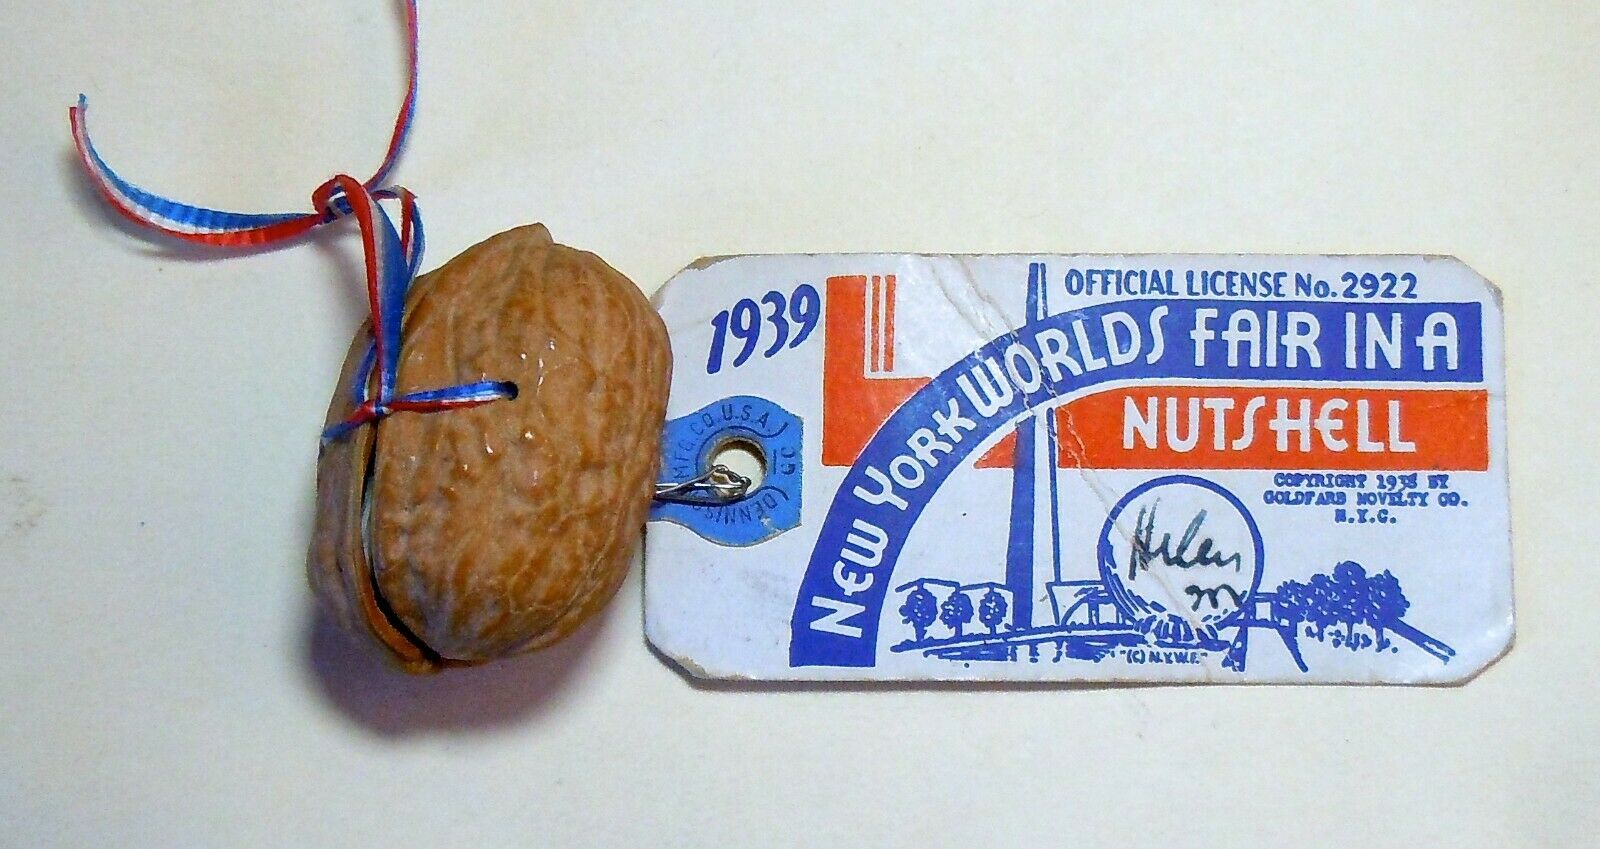 1939
OFFICIAL LICENSE No. 2922
NEW YORK WORLDS FAIR IN A
NUTSHELL
MFG.CO.U.S.A.
COPYRIGHT 1938 BY
GOLDFARB NOVELTY CO.
N.Y.C.
Helen
m
"(C) N.Y.W.F."